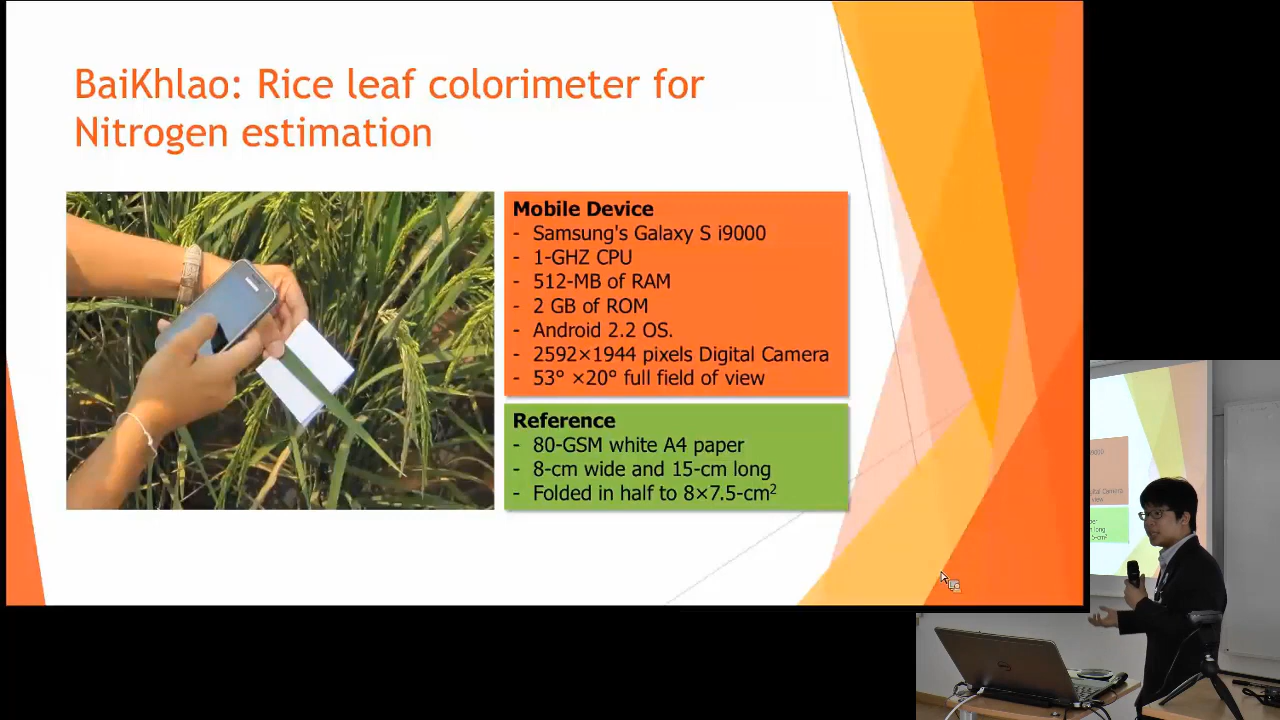 BaiKhlao: Rice leaf colorimeter for
Nitrogen estimation
Mobile Device
- Samsung's Galaxy S i9000
- 1-GHZ CPU
- 512-MB of RAM
- 2 GB of ROM
- Android 2.2 OS.
- 2592×1944 pixels Digital Camera
- 53° ×20° full field of view
Reference
- 80-GSM white A4 paper
- 8-cm wide and 15-cm long
- Folded in half to 8×7.5-cm²